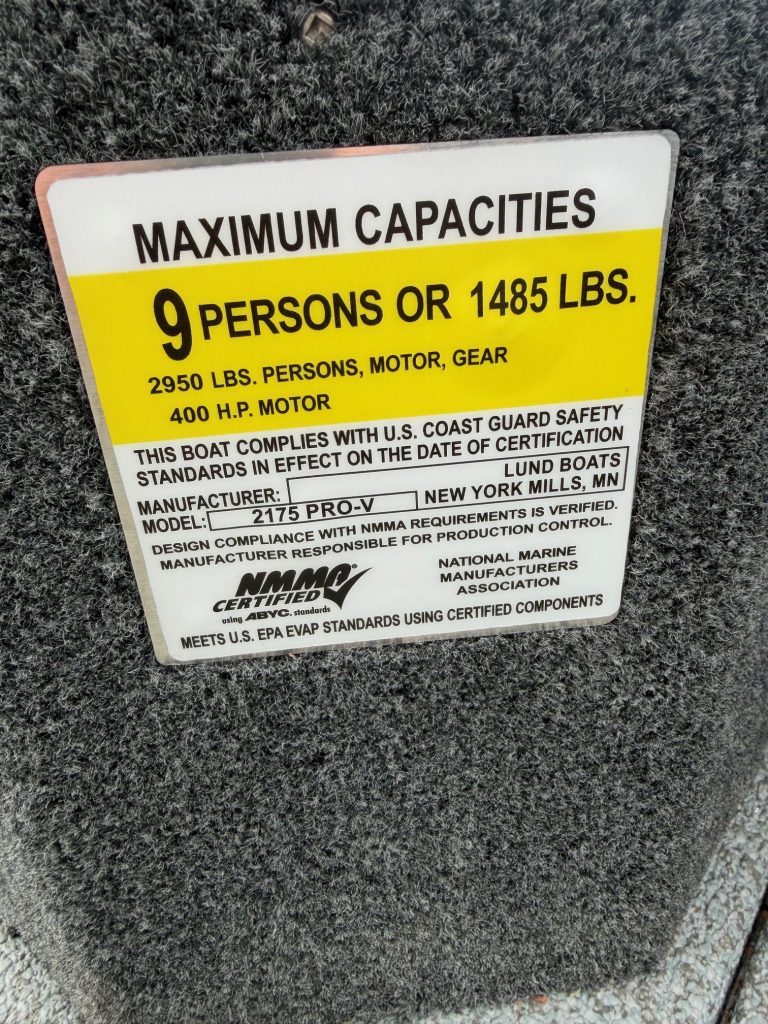 MAXIMUM CAPACITIES
9 PERSONS OR 1485 LBS.
2950 LBS. PERSONS, MOTOR, GEAR
400 H.P. MOTOR
THIS BOAT COMPLIES WITH U.S. COAST GUARD SAFETY
STANDARDS IN EFFECT ON THE DATE OF CERTIFICATION
MANUFACTURER: LUND BOATS
NEW YORK MILLS, MN
MODEL: 2175 PRO-V
DESIGN COMPLIANCE WITH NMMA REQUIREMENTS IS VERIFIED.
MANUFACTURER RESPONSIBLE FOR PRODUCTION CONTROL.
NMMA®
CERTIFIED
using ABYC. standards
NATIONAL MARINE
MANUFACTURERS
ASSOCIATION
MEETS U.S. EPA EVAP STANDARDS USING CERTIFIED COMPONENTS